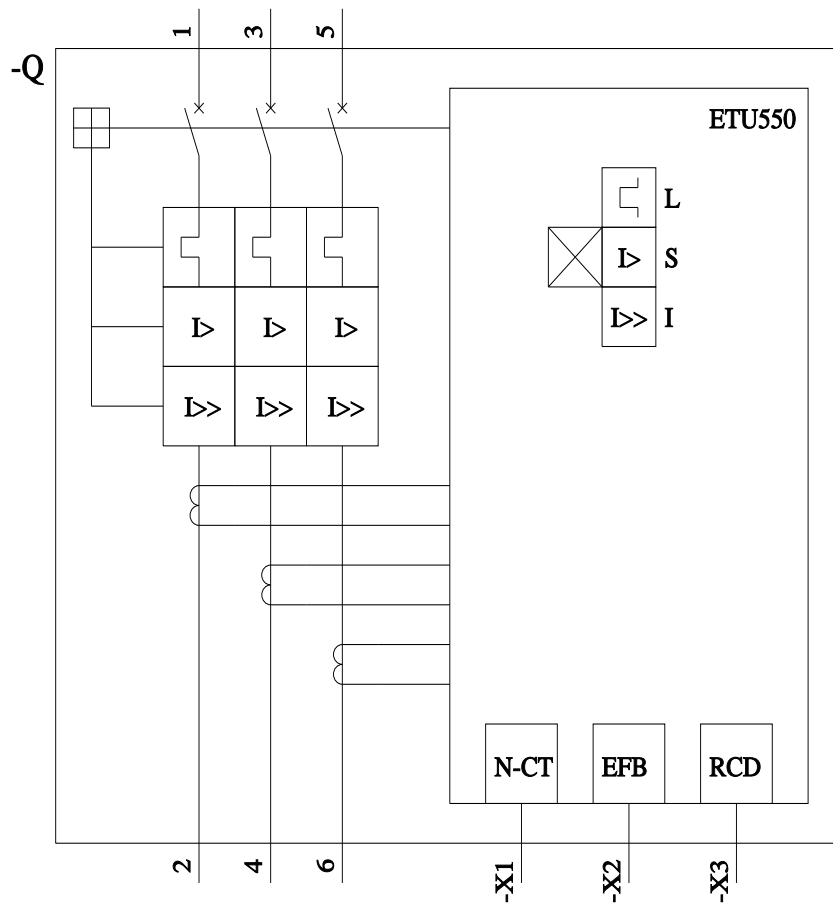 1 3 5
-Q
ETU550
L
I> S
I>> I
I> I> I>
I>> I>> I>>
N-CT EFB RCD
2 4 6 -X1 -X2 -X3